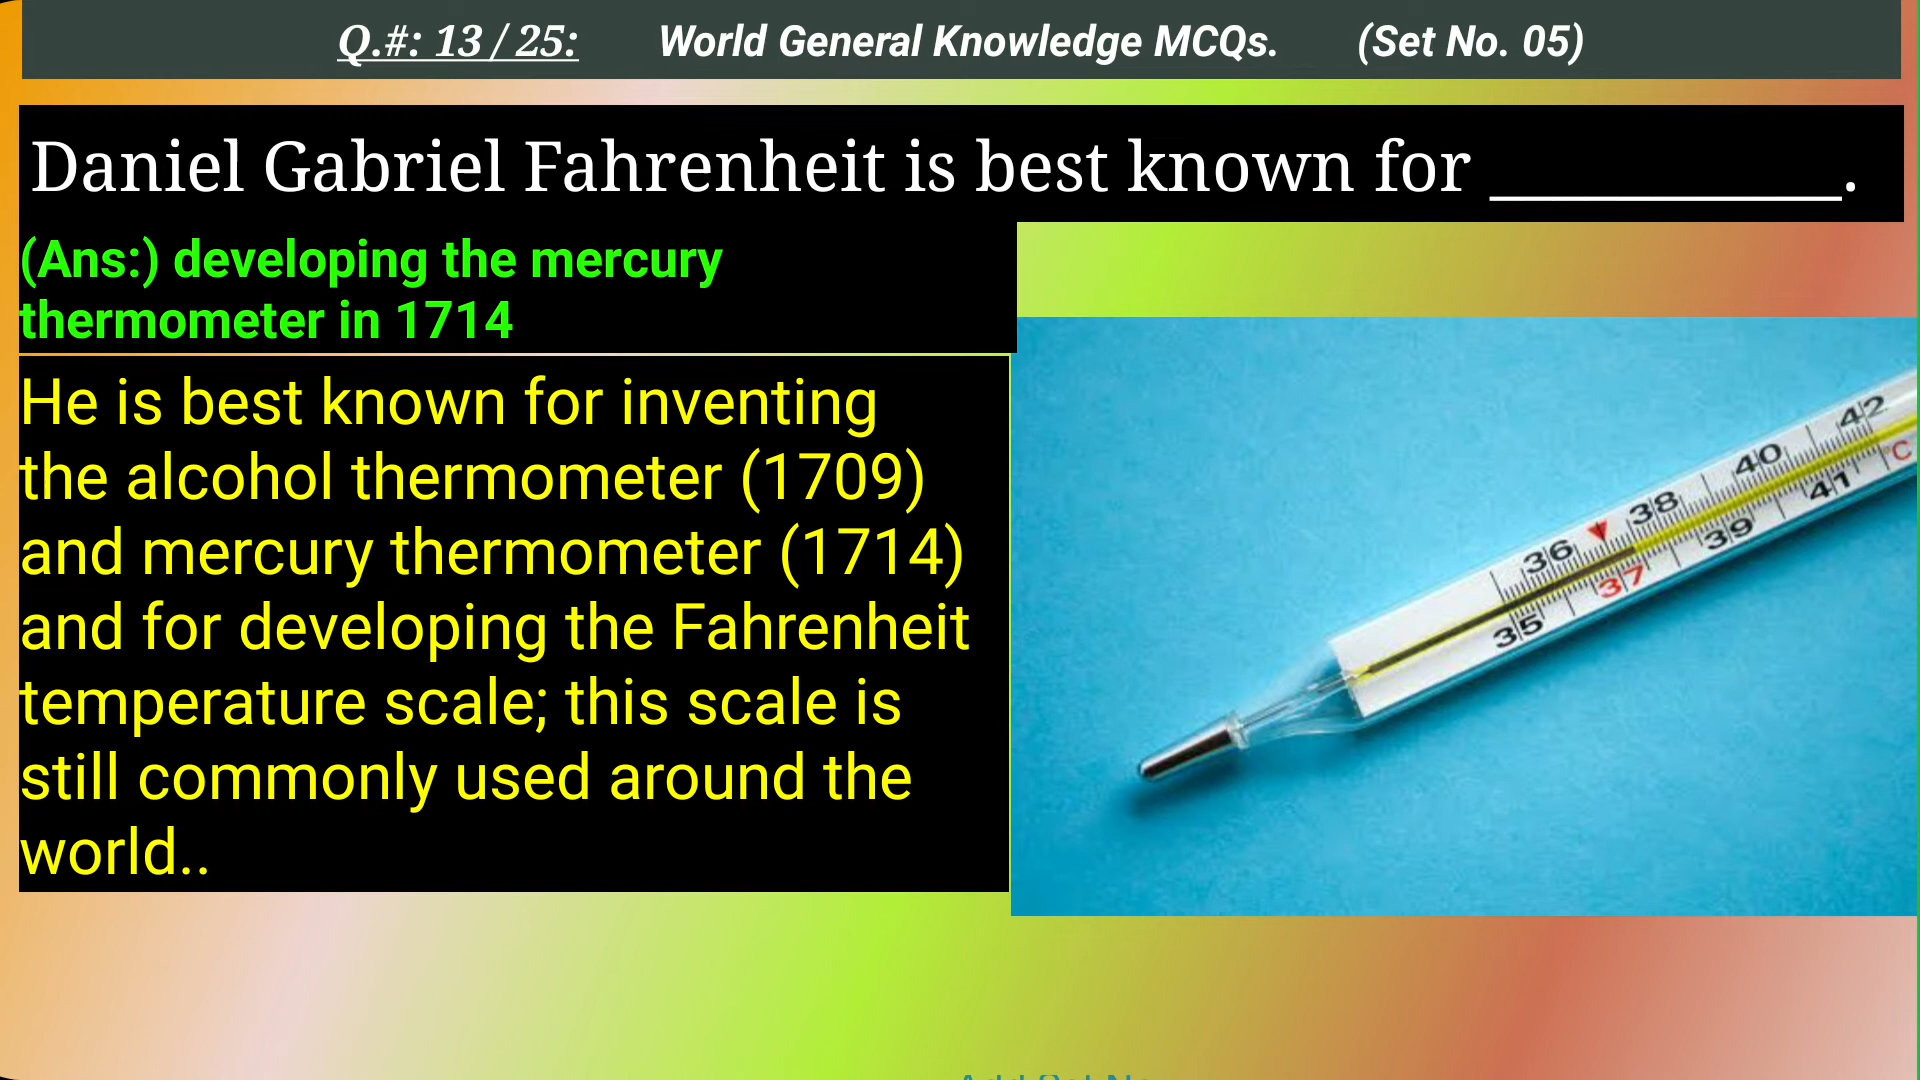 Q.#: 13 / 25: World General Knowledge MCQs. (Set No. 05)
Daniel Gabriel Fahrenheit is best known for ___________.
(Ans:) developing the mercury
thermometer in 1714
He is best known for inventing
the alcohol thermometer (1709)
and mercury thermometer (1714)
and for developing the Fahrenheit
temperature scale; this scale is
still commonly used around the
world..
42
40
°C
41
38
39
36
37
35